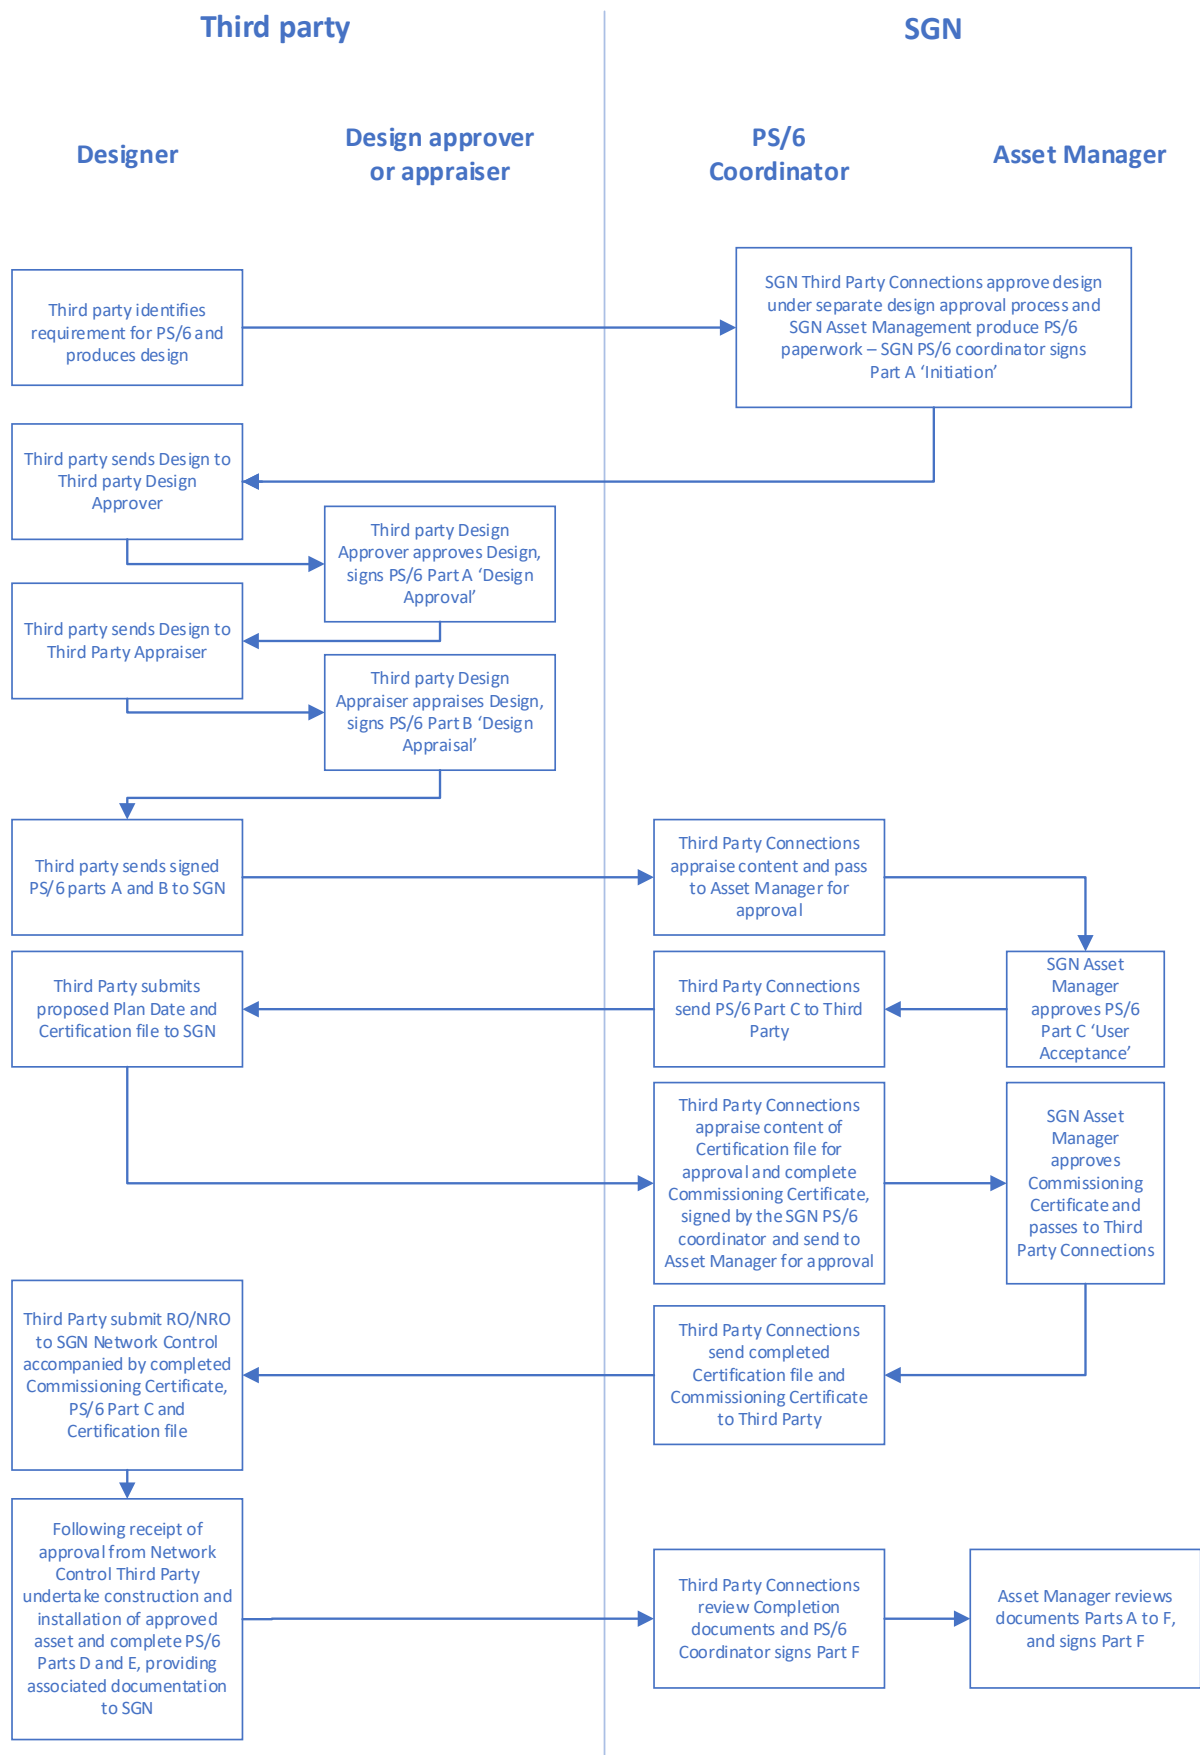 Third party
SGN
Designer
Design approver
or appraiser
PS/6
Coordinator
Asset Manager
Third party identifies
requirement for PS/6 and
produces design
SGN Third Party Connections approve design
under separate design approval process and
SGN Asset Management produce PS/6
paperwork – SGN PS/6 coordinator signs
Part A ‘Initiation’
Third party sends Design to
Third party Design
Approver
Third party Design
Approver approves Design,
signs PS/6 Part A ‘Design
Approval’
Third party sends Design to
Third Party Appraiser
Third party Design
Appraiser appraises Design,
signs PS/6 Part B ‘Design
Appraisal’
Third party sends signed
PS/6 parts A and B to SGN
Third Party Connections
appraise content and pass
to Asset Manager for
approval
SGN Asset
Manager
approves PS/6
Part C ‘User
Acceptance’
Third Party Connections
send PS/6 Part C to Third
Party
Third Party submits
proposed Plan Date and
Certification file to SGN
Third Party Connections
appraise content of
Certification file for
approval and complete
Commissioning Certificate,
signed by the SGN PS/6
coordinator and send to
Asset Manager for approval
SGN Asset
Manager
approves
Commissioning
Certificate and
passes to Third
Party Connections
Third Party Connections
send completed
Certification file and
Commissioning Certificate
to Third Party
Third Party submit RO/NRO
to SGN Network Control
accompanied by completed
Commissioning Certificate,
PS/6 Part C and
Certification file
Following receipt of
approval from Network
Control Third Party
undertake construction and
installation of approved
asset and complete PS/6
Parts D and E, providing
associated documentation
to SGN
Third Party Connections
review Completion
documents and PS/6
Coordinator signs Part F
Asset Manager reviews
documents Parts A to F,
and signs Part F